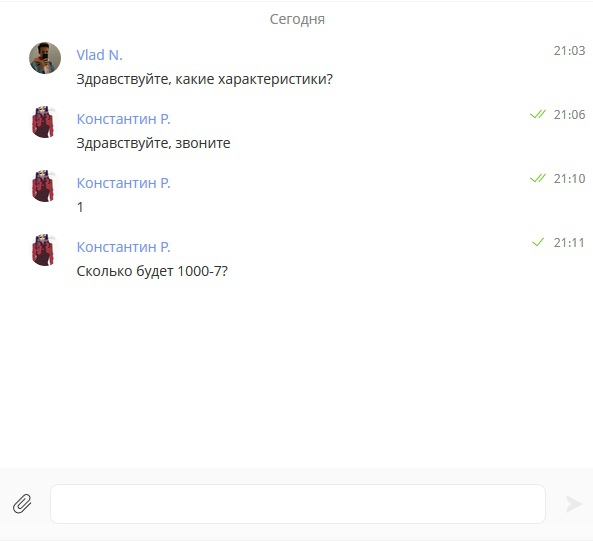 Сегодня
Vlad N. 21:03
Здравствуйте, какие характеристики?
Константин Р. 21:06
Здравствуйте, звоните
Константин Р. 21:10
1
Константин Р. 21:11
Сколько будет 1000-7?